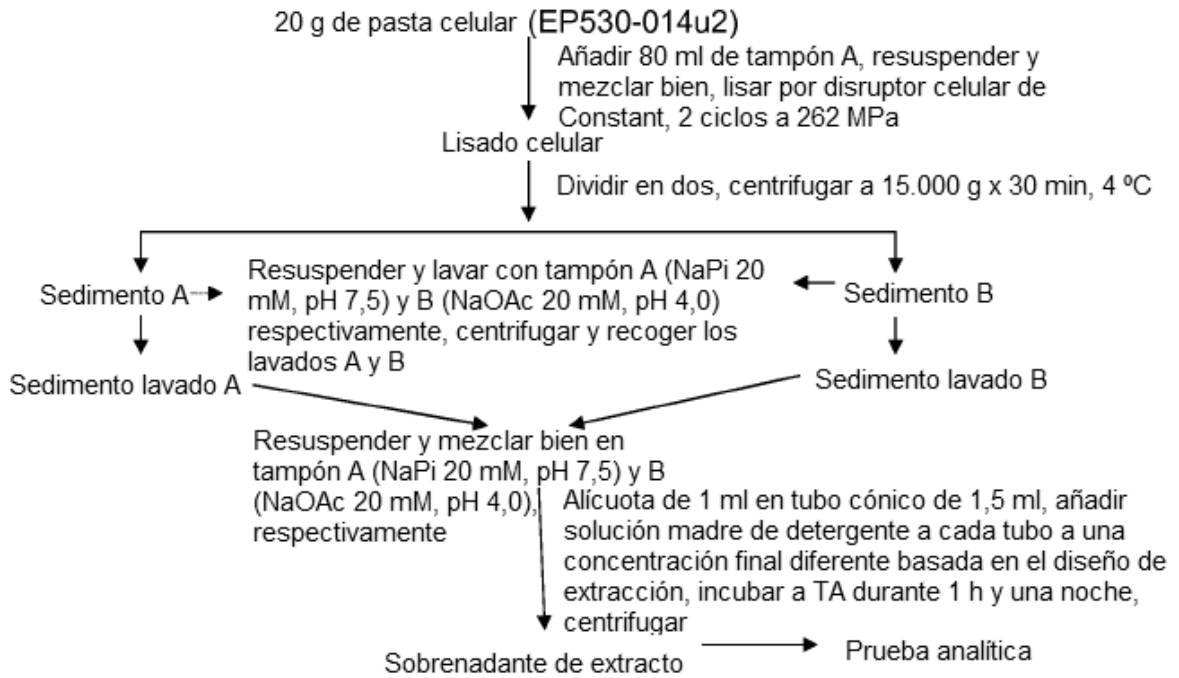 20 g de pasta celular (EP530-014u2)
Añadir 80 ml de tampón A, resuspender y
mezclar bien, lisar por disruptor celular de
Constant, 2 ciclos a 262 MPa
Lisado celular
Dividir en dos, centrifugar a 15.000 g x 30 min, 4 ºC
Sedimento A
Resuspender y lavar con tampón A (NaPi 20
mM, pH 7,5) y B (NaOAc 20 mM, pH 4,0)
respectivamente, centrifugar y recoger los
lavados A y B
Sedimento B
Sedimento lavado A
Sedimento lavado B
Resuspender y mezclar bien en
tampón A (NaPi 20 mM, pH 7,5) y B
(NaOAc 20 mM, pH 4,0),
respectivamente
Alícuota de 1 ml en tubo cónico de 1,5 ml, añadir
solución madre de detergente a cada tubo a una
concentración final diferente basada en el diseño de
extracción, incubar a TA durante 1 h y una noche,
centrifugar
Sobrenadante de extracto
Prueba analítica